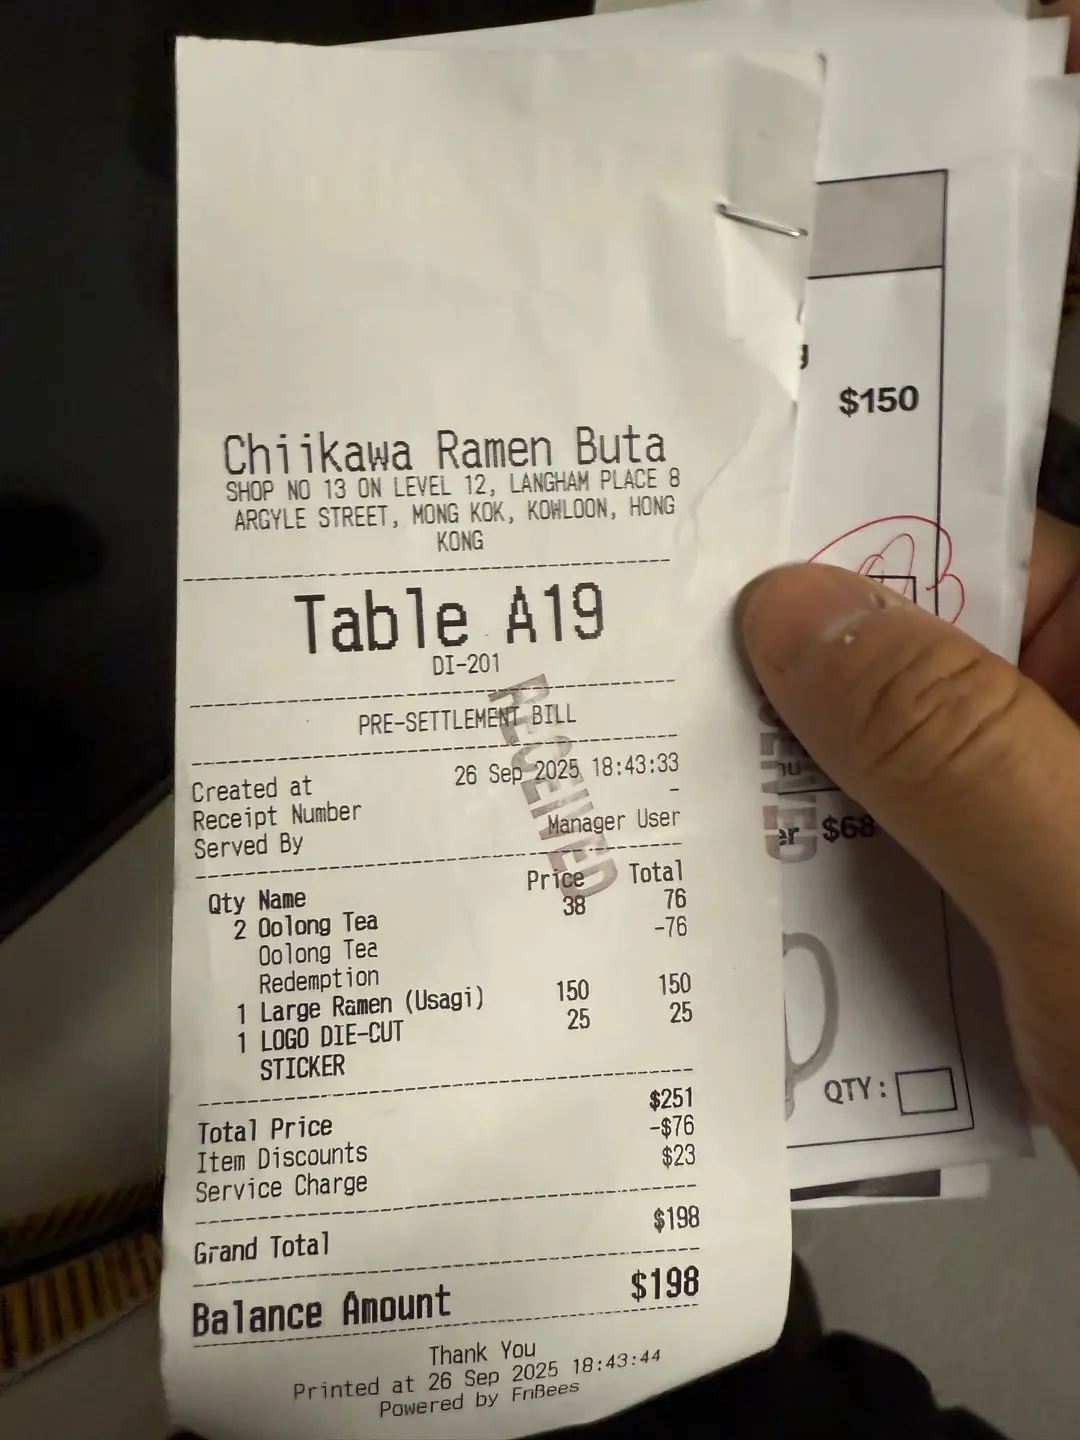 Chiikawa Ramen Buta
SHOP NO 13 ON LEVEL 12, LANGHAM PLACE 8
ARGYLE STREET, MONG KOK, KOWLOON, HONG
KONG
Table A19
DI-201
PRE-SETTLEMENT BILL
RECEIVED
Created at 26 Sep 2025 18:43:33
Receipt Number -
Served By Manager User
Qty Name Price Total
2 Oolong Tea 38 76
Oolong Tea -76
Redemption
1 Large Ramen (Usagi) 150 150
1 LOGO DIE-CUT 25 25
STICKER
Total Price $251
Item Discounts -$76
Service Charge $23
Grand Total $198
Balance Amount $198
Thank You
Printed at 26 Sep 2025 18:43:44
Powered by FnBees
$150
$68
QTY: